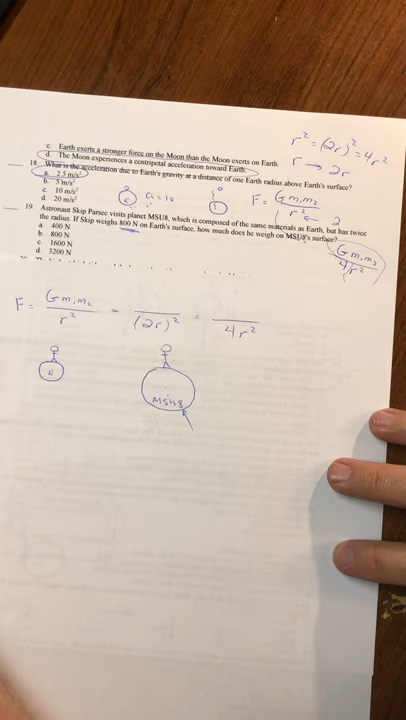 c. Earth exerts a stronger force on the Moon than the Moon exerts on Earth.
d. The Moon experiences a centripetal acceleration toward Earth.
r² = (2r)² = 4r²
r → 2r
18. What is the acceleration due to Earth's gravity at a distance of one Earth radius above Earth's surface?
a. 2.5 m/s²
b. 5 m/s²
c. 10 m/s²
d. 20 m/s²
a = 10
F = Gm₁m₂
r²
2
19. Astronaut Skip Parsec visits planet MSU8, which is composed of the same materials as Earth, but has twice
the radius. If Skip weighs 800 N on Earth's surface, how much does he weigh on MSU8's surface?
a. 400 N
b. 800 N
c. 1600 N
d. 3200 N
Gm₁m₂
4r²
F = Gm₁m₂
r² = (2r)² = 4r²
E
MSU8